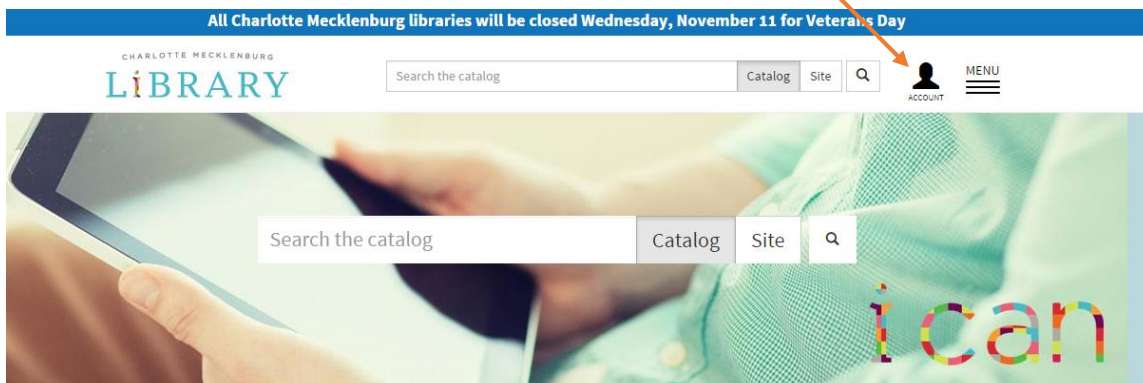 All Charlotte Mecklenburg libraries will be closed Wednesday, November 11 for Veterans Day
CHARLOTTE MECKLENBURG
LIBRARY
Search the catalog Catalog Site
ACCOUNT
MENU
Search the catalog Catalog Site
i can